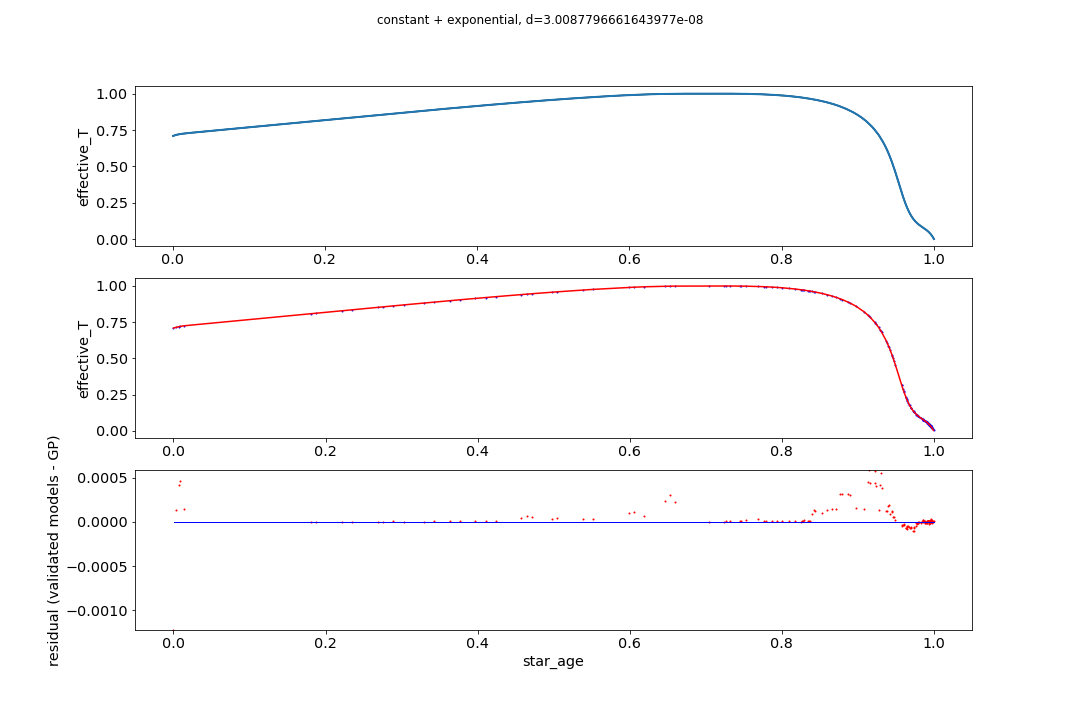 constant + exponential, d=3.0087796661643977e-08
1.00
0.75
0.50
0.25
0.00
effective_T
0.0 0.2 0.4 0.6 0.8 1.0
1.00
0.75
0.50
0.25
0.00
effective_T
0.0 0.2 0.4 0.6 0.8 1.0
0.0005
0.0000
−0.0005
−0.0010
residual (validated models - GP)
0.0 0.2 0.4 0.6 0.8 1.0
star_age